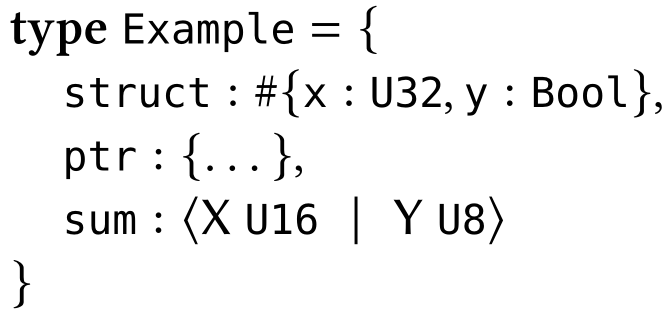 type Example = {
struct : #{x : U32, y : Bool},
ptr : {...},
sum : ⟨X U16 | Y U8⟩
}